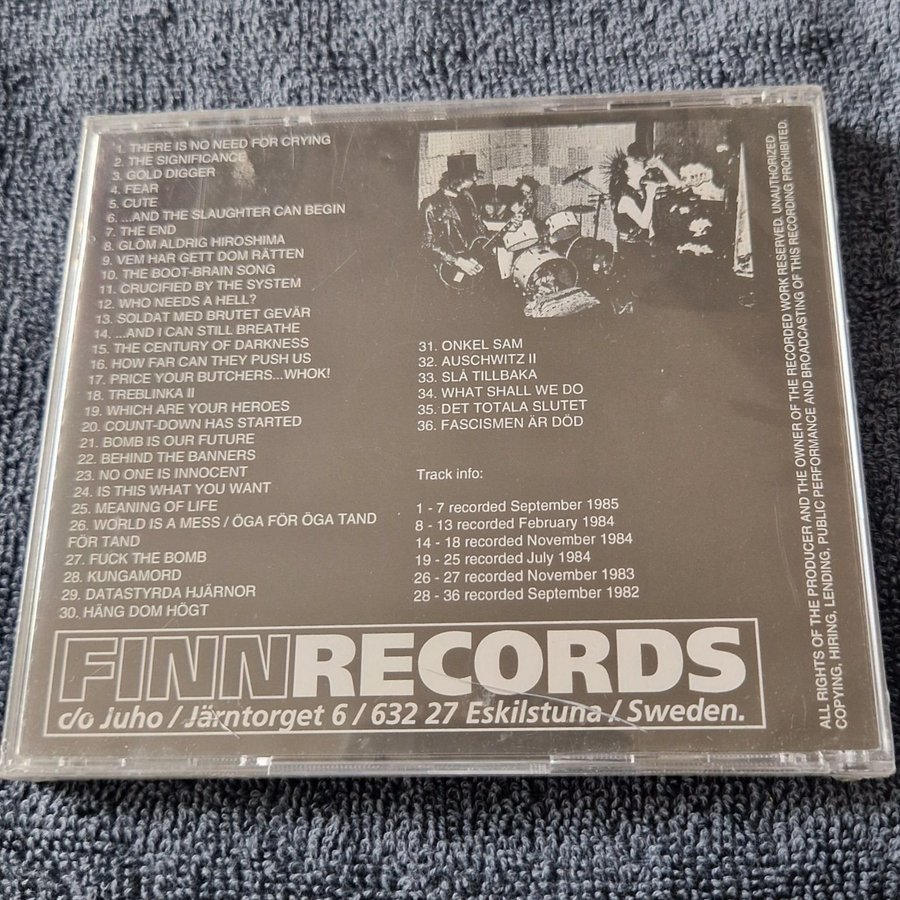 1. THERE IS NO NEED FOR CRYING
2. THE SIGNIFICANCE
3. GOLD DIGGER
4. FEAR
5. CUTE
6. ...AND THE SLAUGHTER CAN BEGIN
7. THE END
8. GLÖM ALDRIG HIROSHIMA
9. VEM HAR GETT DOM RÄTTEN
10. THE BOOT-BRAIN SONG
11. CRUCIFIED BY THE SYSTEM
12. WHO NEEDS A HELL?
13. SOLDAT MED BRUTET GEVÄR
14. ...AND I CAN STILL BREATHE
15. THE CENTURY OF DARKNESS
16. HOW FAR CAN THEY PUSH US
17. PRICE YOUR BUTCHERS...WHOK!
18. TREBLINKA II
19. WHICH ARE YOUR HEROES
20. COUNT-DOWN HAS STARTED
21. BOMB IS OUR FUTURE
22. BEHIND THE BANNERS
23. NO ONE IS INNOCENT
24. IS THIS WHAT YOU WANT
25. MEANING OF LIFE
26. WORLD IS A MESS / ÖGA FÖR ÖGA TAND
FÖR TAND
27. FUCK THE BOMB
28. KUNGAMORD
29. DATASTYRDA HJÄRNOR
30. HÄNG DOM HÖGT
31. ONKEL SAM
32. AUSCHWITZ II
33. SLÅ TILLBAKA
34. WHAT SHALL WE DO
35. DET TOTALA SLUTET
36. FASCISMEN ÄR DÖD
Track info:
1 - 7 recorded September 1985
8 - 13 recorded February 1984
14 - 18 recorded November 1984
19 - 25 recorded July 1984
26 - 27 recorded November 1983
28 - 36 recorded September 1982
FINNRECORDS
c/o Juho / Järntorget 6 / 632 27 Eskilstuna / Sweden.
ALL RIGHTS OF THE PRODUCER AND THE OWNER OF THE RECORDED WORK RESERVED. UNAUTHORIZED
COPYING, HIRING, LENDING, PUBLIC PERFORMANCE AND BROADCASTING OF THIS RECORDING PROHIBITED.